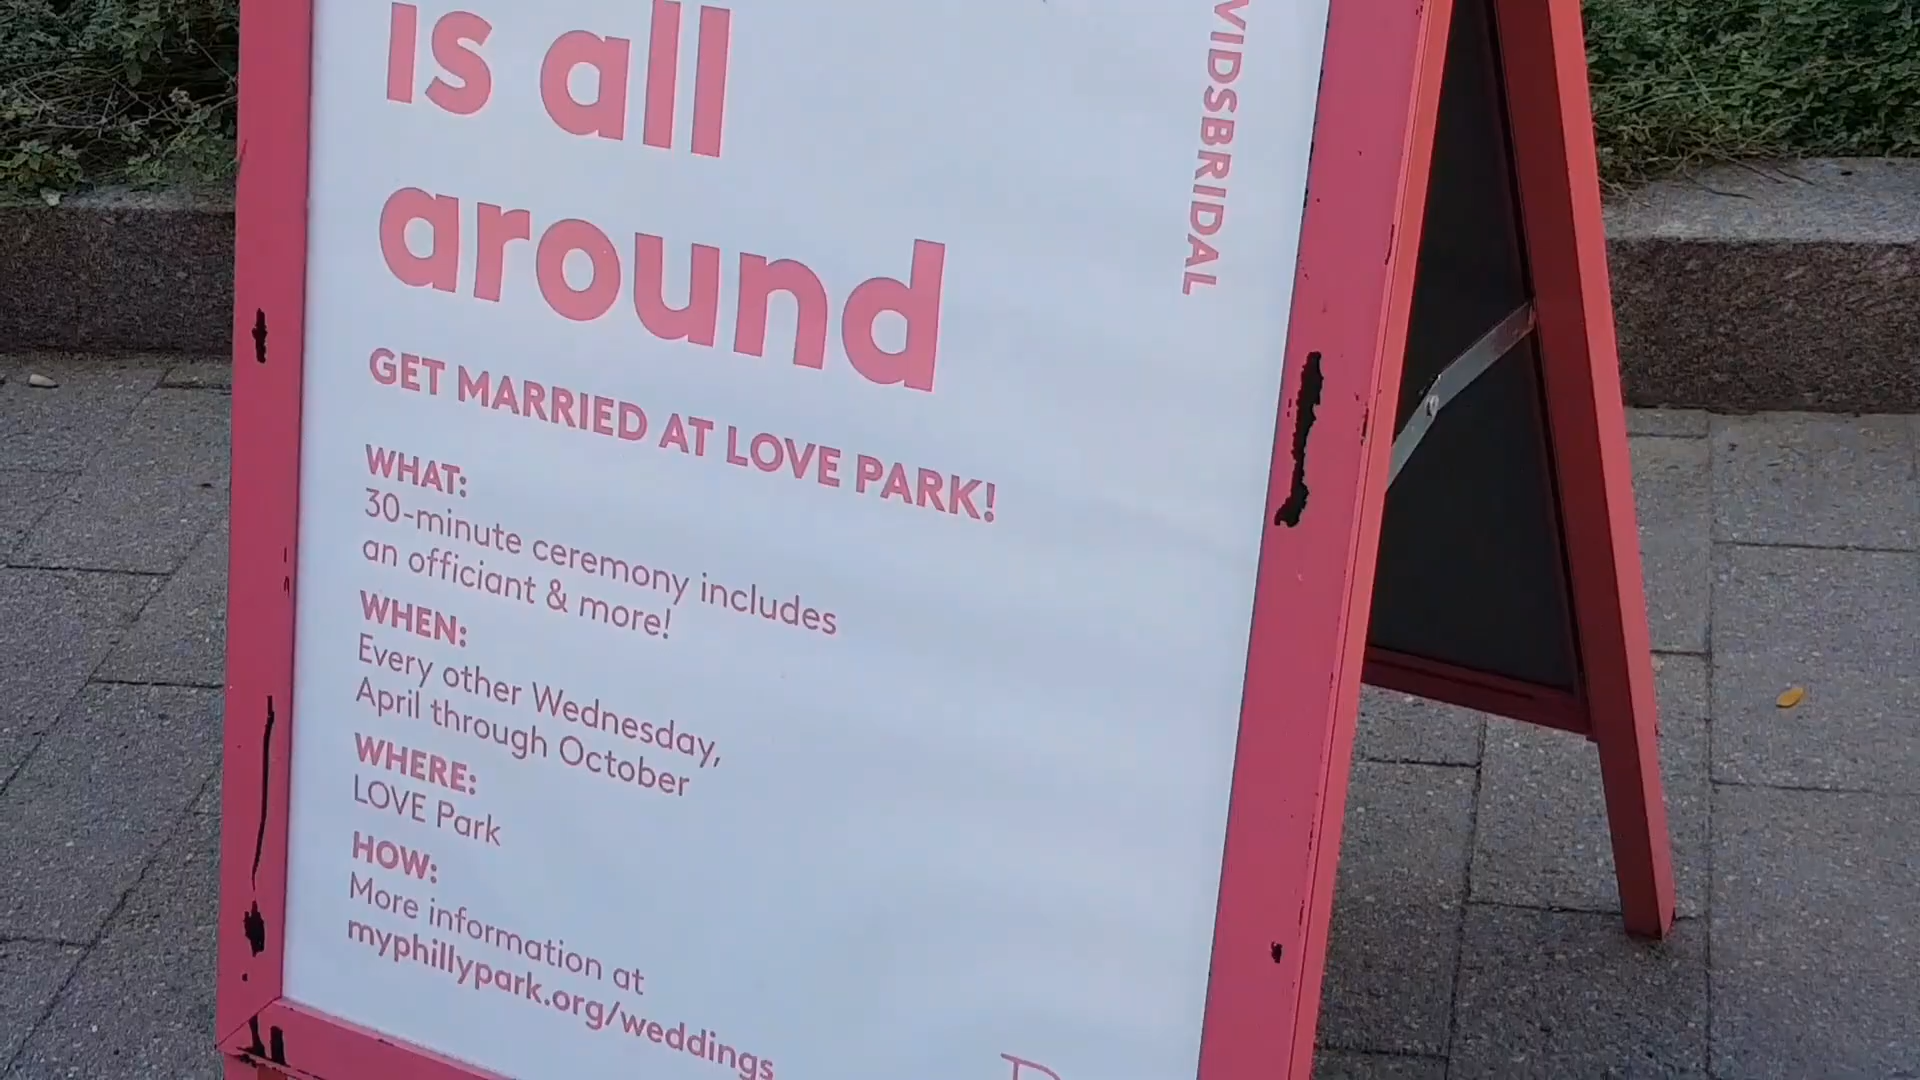 is all
around
GET MARRIED AT LOVE PARK!
WHAT:
30-minute ceremony includes
an officiant & more!
WHEN:
Every other Wednesday,
April through October
WHERE:
LOVE Park
HOW:
More information at
myphillypark.org/weddings
VIDSBRIDAL